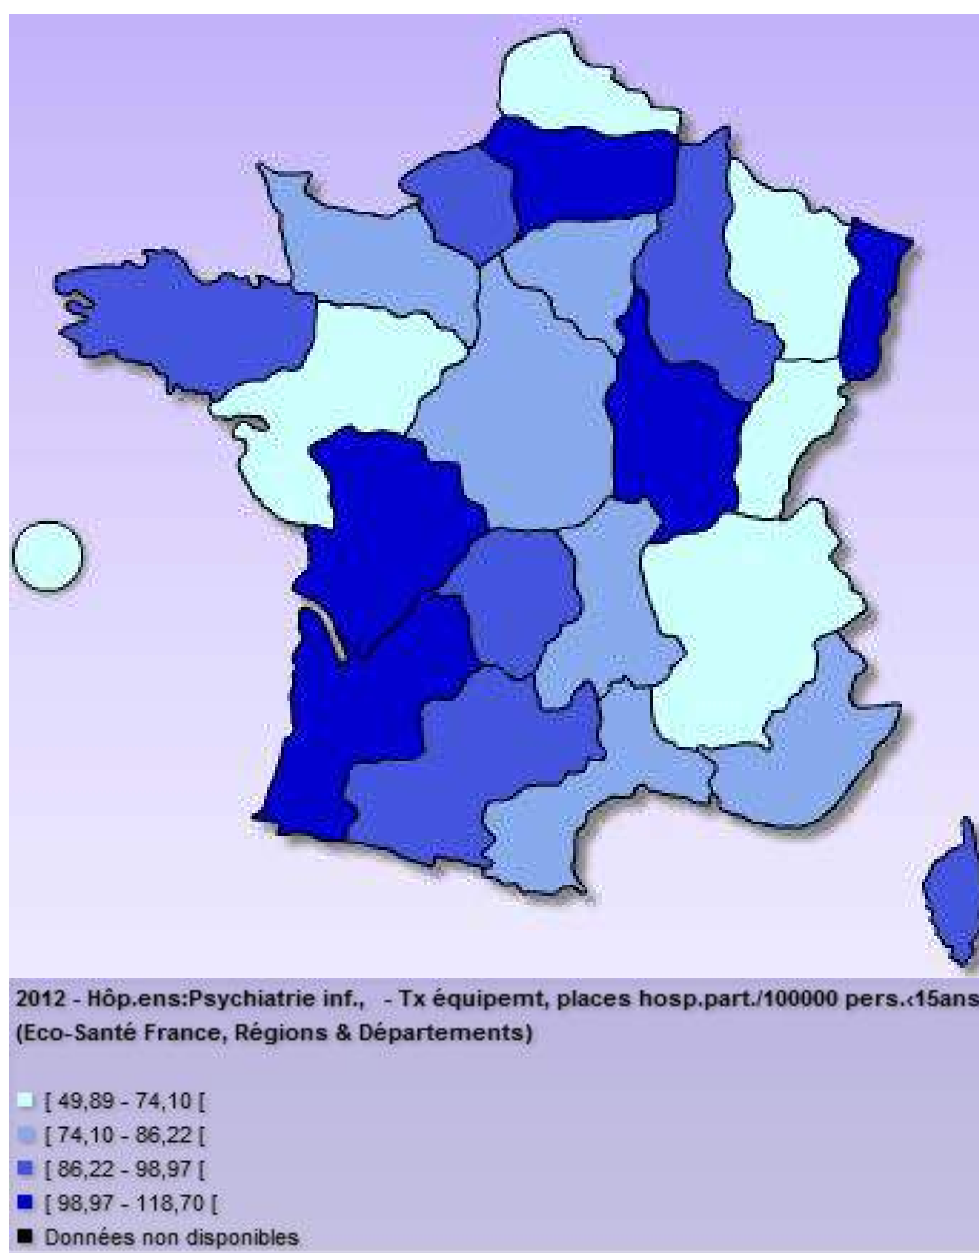 2012 - Hôp.ens:Psychiatrie inf.,   - Tx équipemt, places hosp.part./100000 pers.<15ans
(Eco-Santé France, Régions & Départements)
[ 49,89 - 74,10 [
[ 74,10 - 86,22 [
[ 86,22 - 98,97 [
[ 98,97 - 118,70 [
Données non disponibles